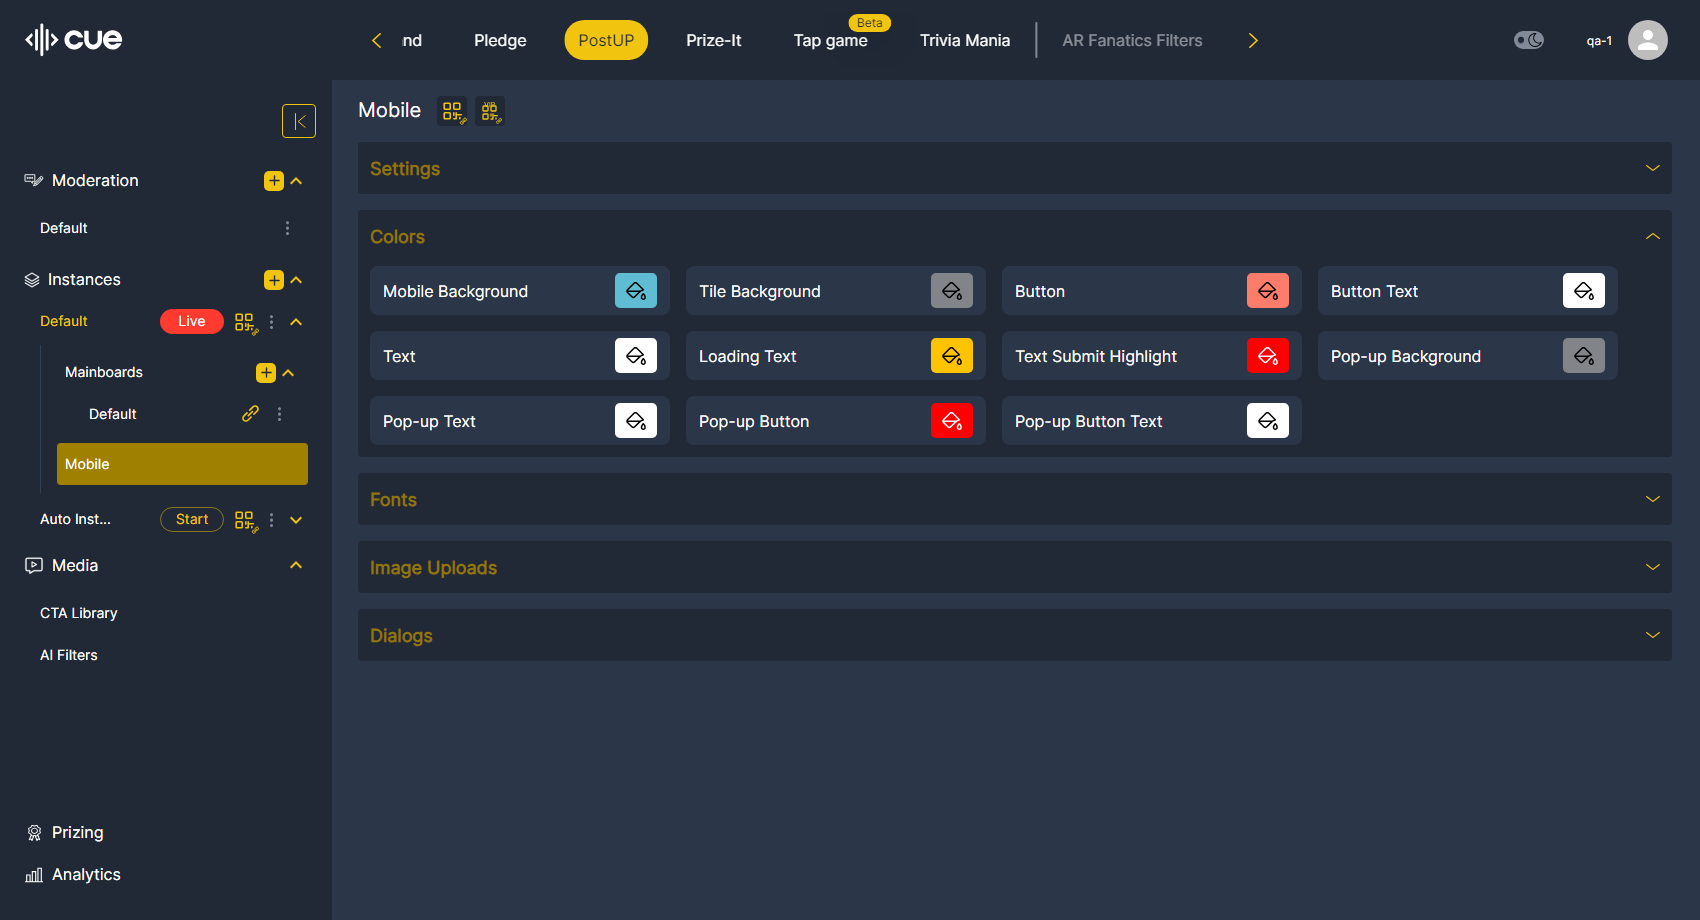 cue
nd
Pledge
PostUP
Prize-It
Tap game
Beta
Trivia Mania
AR Fanatics Filters
qa-1
Moderation
Default
Instances
Default
Live
Mainboards
Default
Mobile
Auto Inst...
Start
Media
CTA Library
AI Filters
Prizing
Analytics
Mobile
VIP
Settings
Colors
Mobile Background
Tile Background
Button
Button Text
Text
Loading Text
Text Submit Highlight
Pop-up Background
Pop-up Text
Pop-up Button
Pop-up Button Text
Fonts
Image Uploads
Dialogs